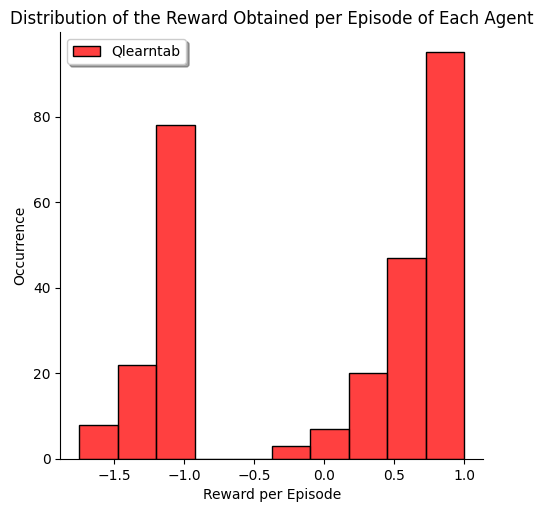 Distribution of the Reward Obtained per Episode of Each Agent
Qlearntab
Occurrence
80
60
40
20
0
−1.5 −1.0 −0.5 0.0 0.5 1.0
Reward per Episode